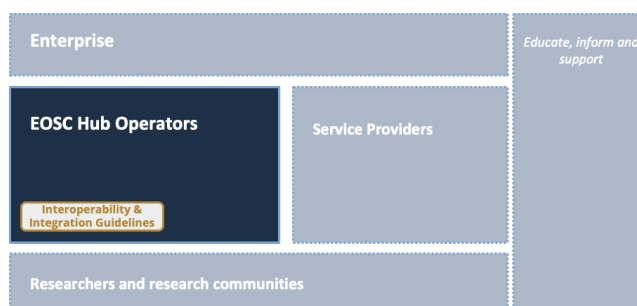 Enterprise
Educate, inform and
support
EOSC Hub Operators
Service Providers
Interoperability &
Integration Guidelines
Researchers and research communities